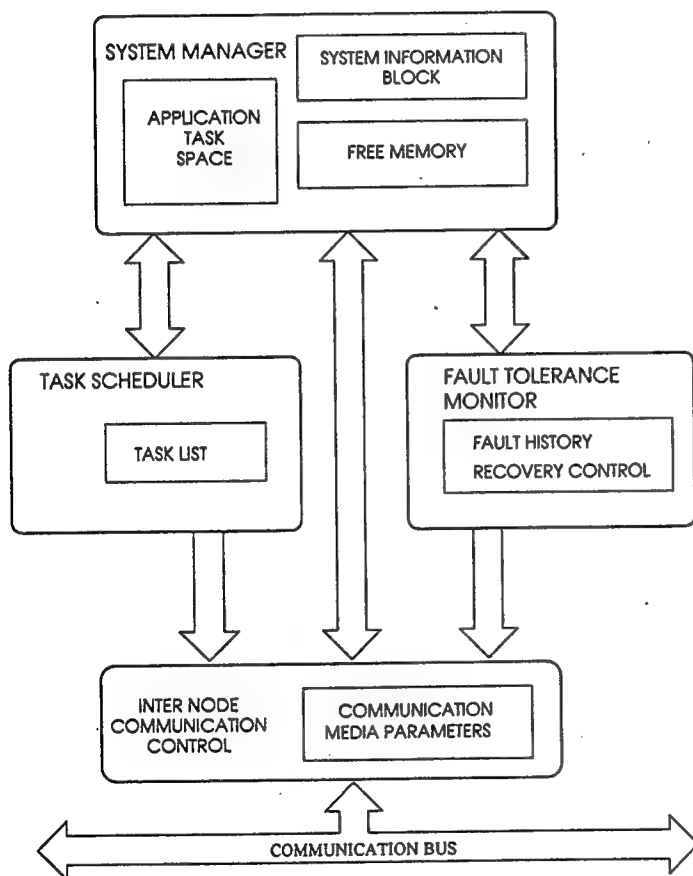 SYSTEM MANAGER
SYSTEM INFORMATION
BLOCK
APPLICATION
TASK
SPACE
FREE MEMORY
TASK SCHEDULER
TASK LIST
FAULT TOLERANCE
MONITOR
FAULT HISTORY
RECOVERY CONTROL
INTER NODE
COMMUNICATION
CONTROL
COMMUNICATION
MEDIA PARAMETERS
COMMUNICATION BUS